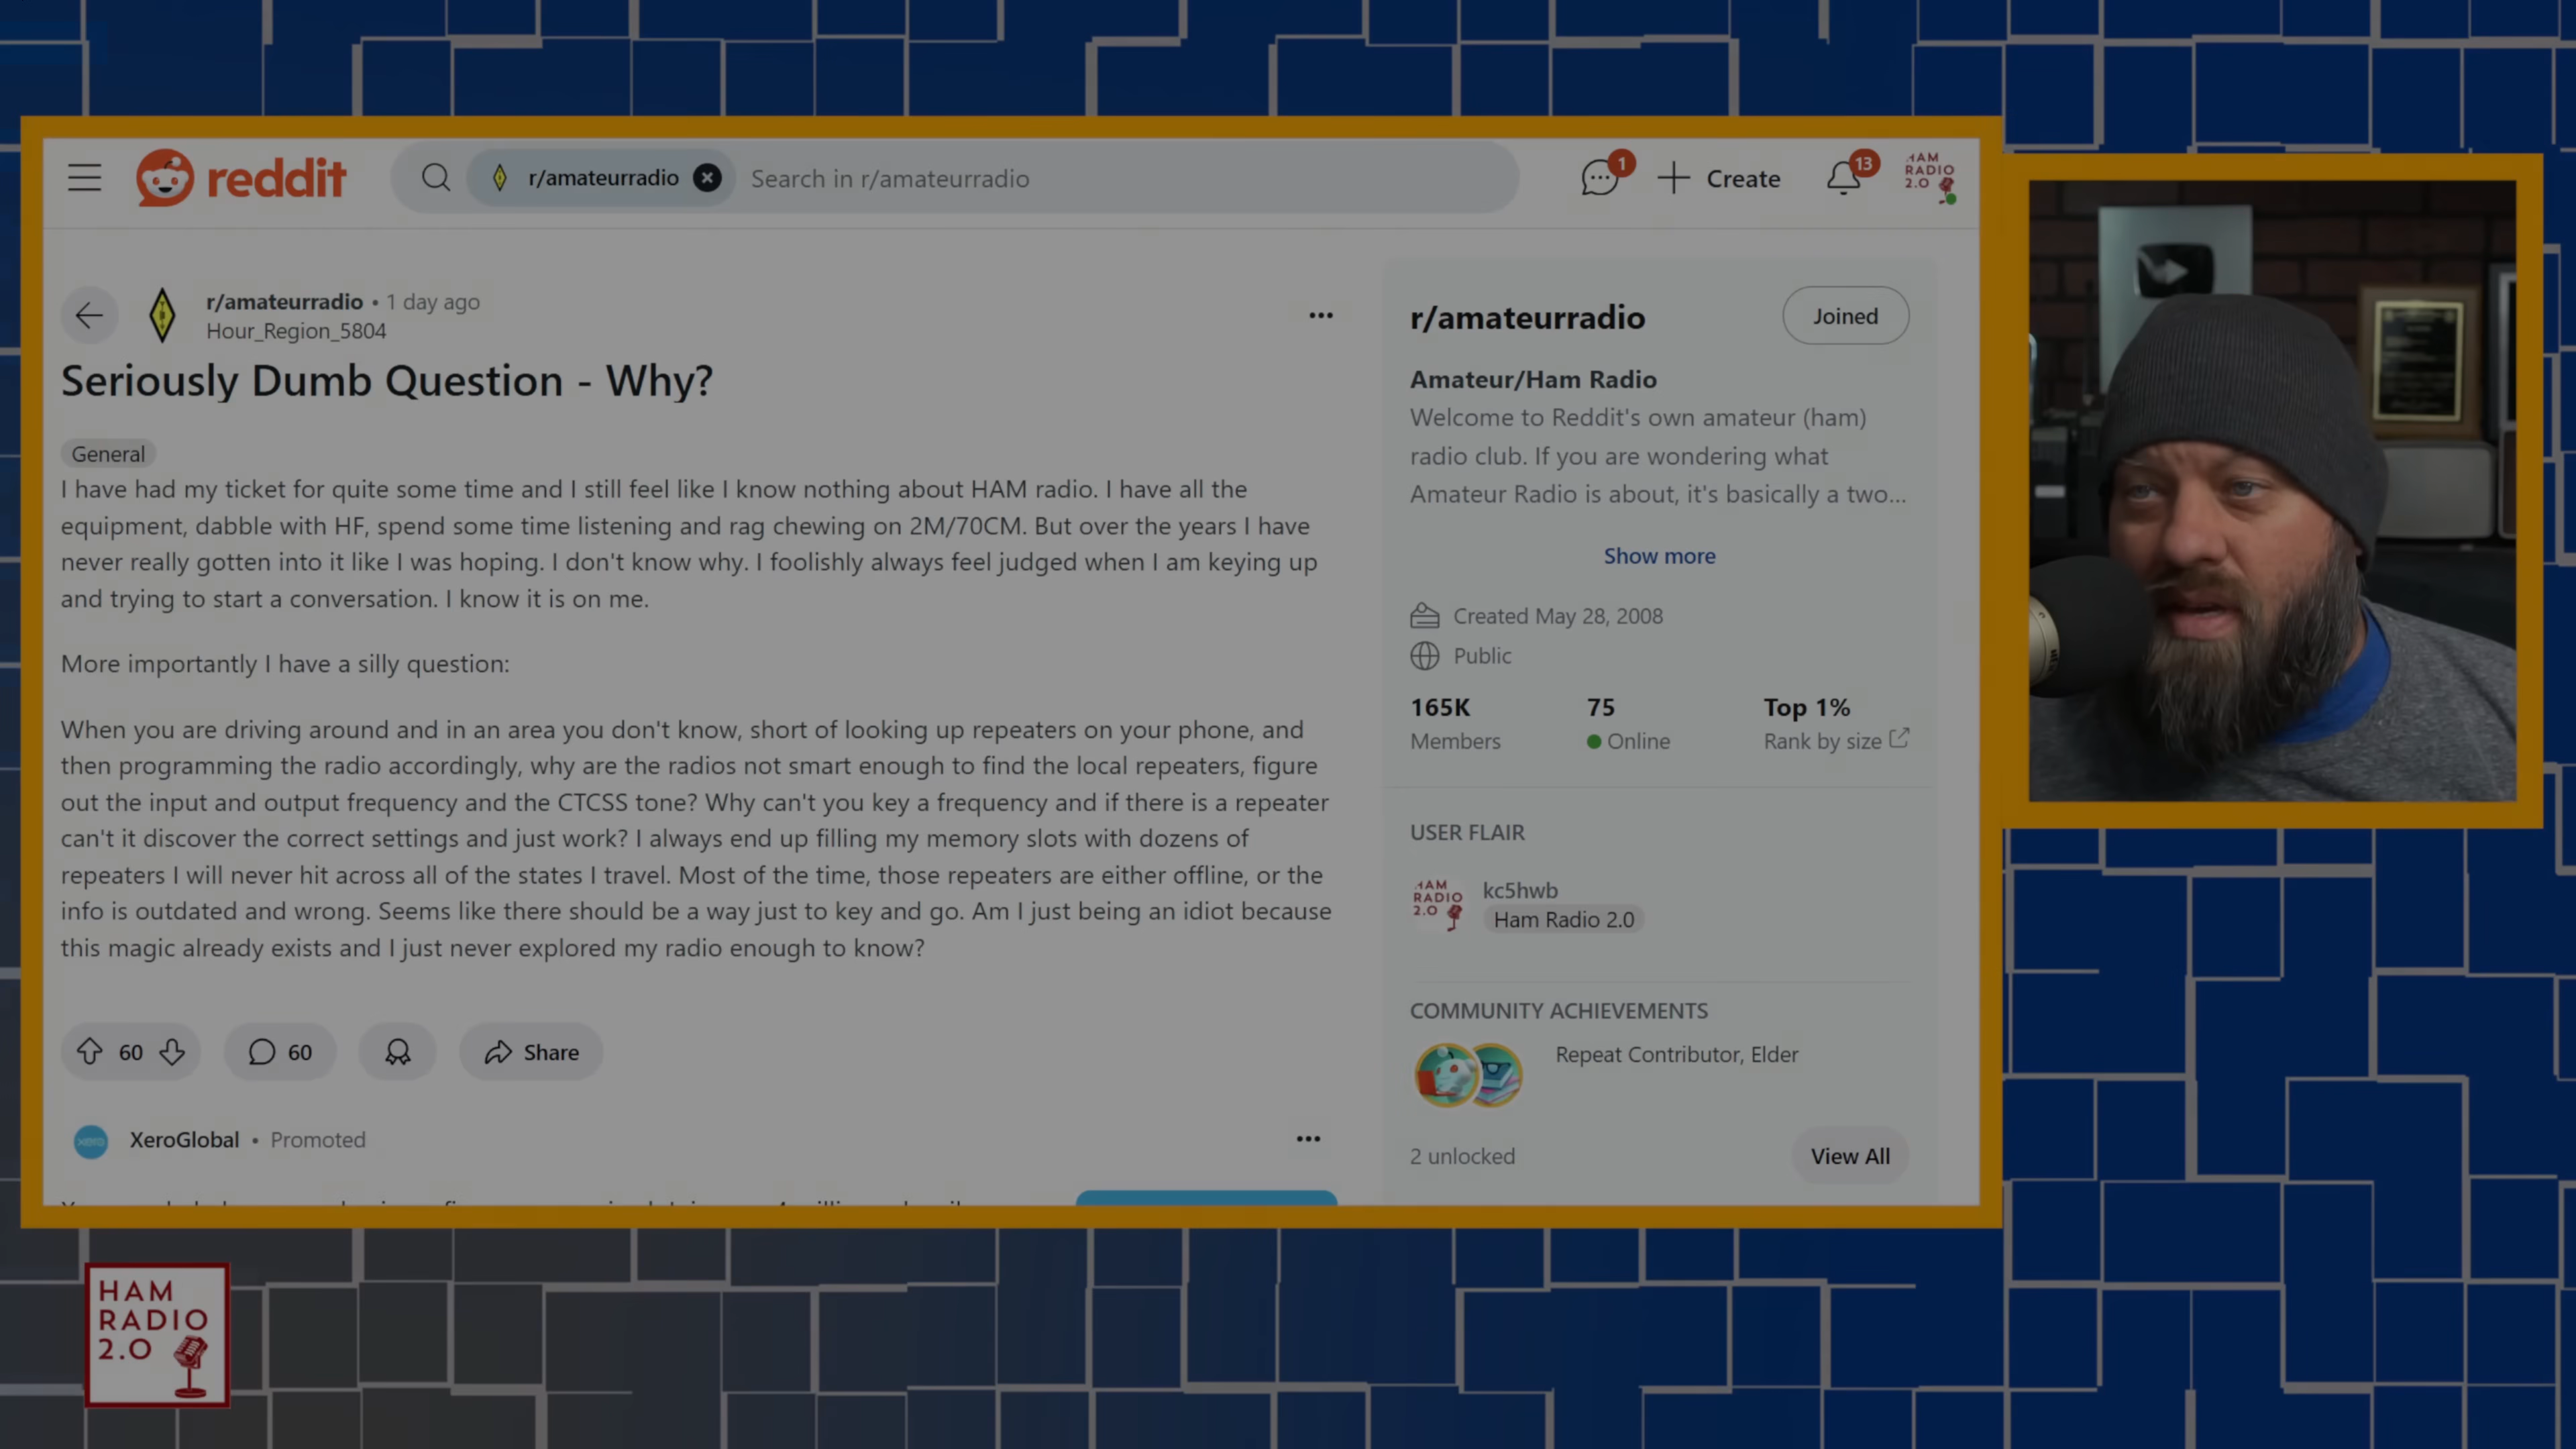 reddit
r/amateurradio
Search in r/amateurradio
1
Create
13
HAM
RADIO
2.0
r/amateurradio • 1 day ago
Hour_Region_5804
Seriously Dumb Question - Why?
General
I have had my ticket for quite some time and I still feel like I know nothing about HAM radio. I have all the
equipment, dabble with HF, spend some time listening and rag chewing on 2M/70CM. But over the years I have
never really gotten into it like I was hoping. I don't know why. I foolishly always feel judged when I am keying up
and trying to start a conversation. I know it is on me.
More importantly I have a silly question:
When you are driving around and in an area you don't know, short of looking up repeaters on your phone, and
then programming the radio accordingly, why are the radios not smart enough to find the local repeaters, figure
out the input and output frequency and the CTCSS tone? Why can't you key a frequency and if there is a repeater
can't it discover the correct settings and just work? I always end up filling my memory slots with dozens of
repeaters I will never hit across all of the states I travel. Most of the time, those repeaters are either offline, or the
info is outdated and wrong. Seems like there should be a way just to key and go. Am I just being an idiot because
this magic already exists and I just never explored my radio enough to know?
60
60
Share
xero
XeroGlobal • Promoted
r/amateurradio
Joined
Amateur/Ham Radio
Welcome to Reddit's own amateur (ham)
radio club. If you are wondering what
Amateur Radio is about, it's basically a two...
Show more
Created May 28, 2008
Public
165K
Members
75
Online
Top 1%
Rank by size
USER FLAIR
HAM
RADIO
2.0
kc5hwb
Ham Radio 2.0
COMMUNITY ACHIEVEMENTS
Repeat Contributor, Elder
2 unlocked
View All
HAM
RADIO
2.0